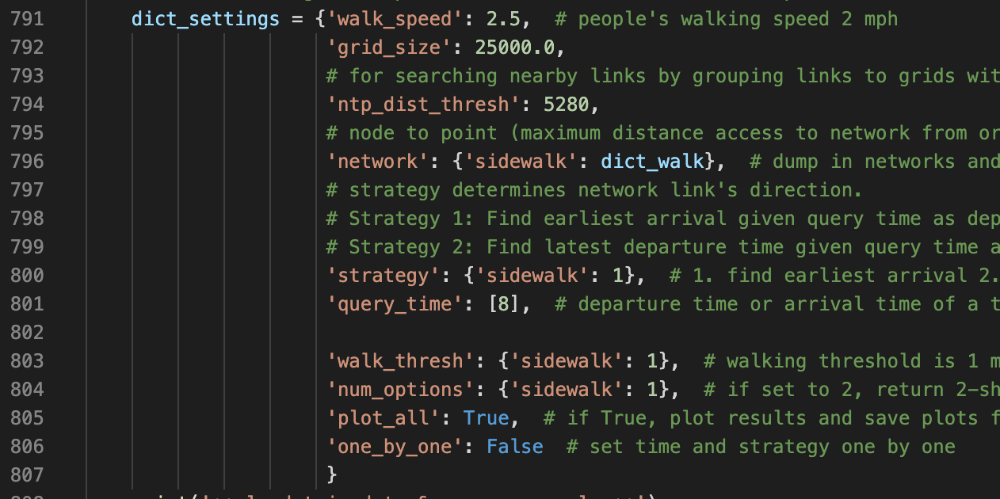 791 dict_settings = {'walk_speed': 2.5,  # people's walking speed 2 mph
792 'grid_size': 25000.0,
793 # for searching nearby links by grouping links to grids wit
794 'ntp_dist_thresh': 5280,
795 # node to point (maximum distance access to network from or
796 'network': {'sidewalk': dict_walk},  # dump in networks and
797 # strategy determines network link's direction.
798 # Strategy 1: Find earliest arrival given query time as dep
799 # Strategy 2: Find latest departure time given query time a
800 'strategy': {'sidewalk': 1},  # 1. find earliest arrival 2.
801 'query_time': [8],  # departure time or arrival time of a t
802
803 'walk_thresh': {'sidewalk': 1},  # walking threshold is 1 m
804 'num_options': {'sidewalk': 1},  # if set to 2, return 2-sh
805 'plot_all': True,  # if True, plot results and save plots f
806 'one_by_one': False  # set time and strategy one by one
807 }